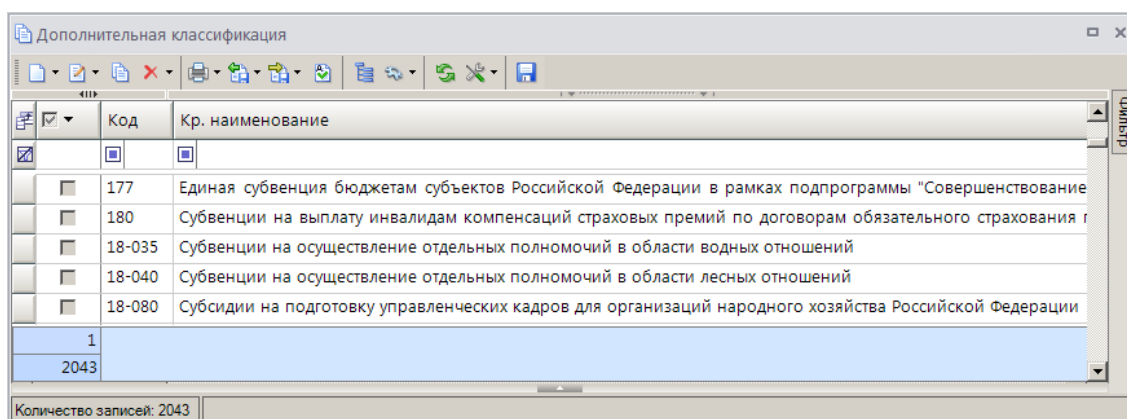 Дополнительная классификация
Код Кр. наименование
Фильтр
177 Единая субвенция бюджетам субъектов Российской Федерации в рамках подпрограммы "Совершенствование
180 Субвенции на выплату инвалидам компенсаций страховых премий по договорам обязательного страхования
18-035 Субвенции на осуществление отдельных полномочий в области водных отношений
18-040 Субвенции на осуществление отдельных полномочий в области лесных отношений
18-080 Субсидии на подготовку управленческих кадров для организаций народного хозяйства Российской Федерации
1
2043
Количество записей: 2043